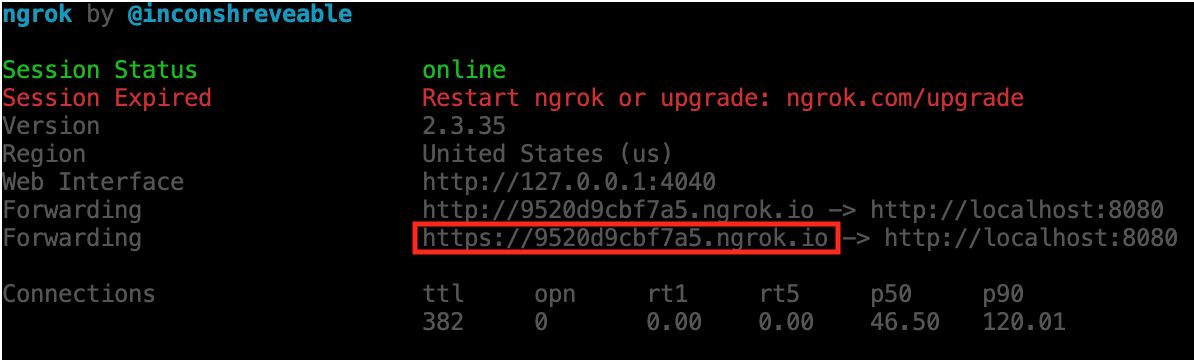 ngrok by @inconshreveable
Session Status online
Session Expired Restart ngrok or upgrade: ngrok.com/upgrade
Version 2.3.35
Region United States (us)
Web Interface http://127.0.0.1:4040
Forwarding http://9520d9cbf7a5.ngrok.io -> http://localhost:8080
Forwarding https://9520d9cbf7a5.ngrok.io -> http://localhost:8080
Connections ttl opn rt1 rt5 p50 p90
382 0 0.00 0.00 46.50 120.01